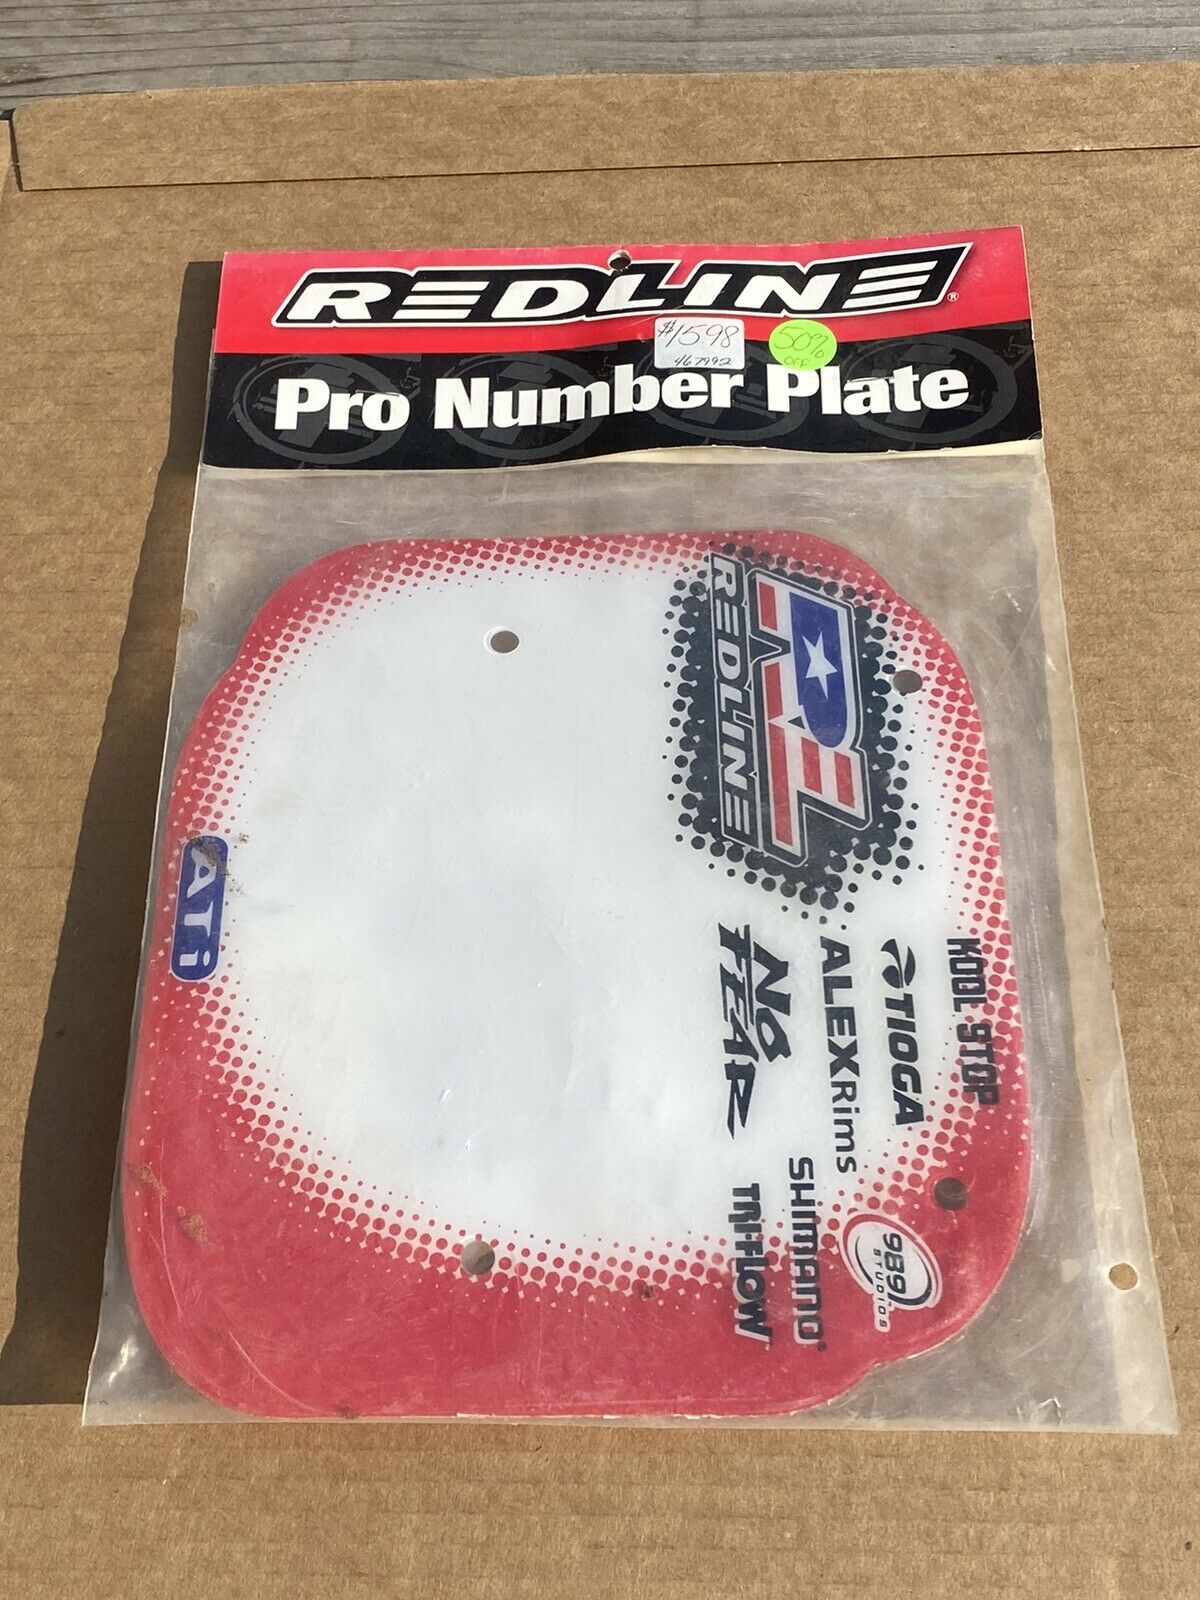 REDLINE®
$15.98
467992
50%
OFF
Pro Number Plate
REDLINE
ATi
NO
FEAR
ALEXRims
TIOGA
KOOL STOP
TRI-FLOW
SHIMANO
989
STUDIOS